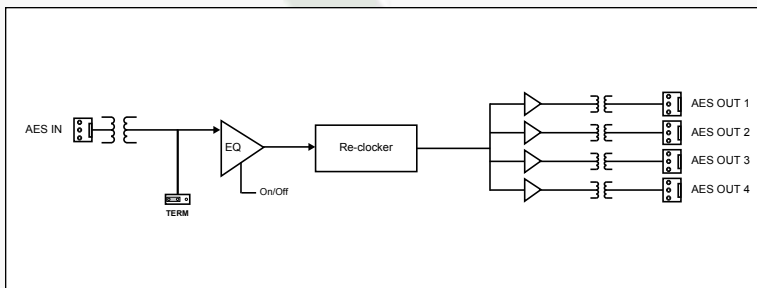 AES IN
EQ
On/Off
TERM
Re-clocker
AES OUT 1
AES OUT 2
AES OUT 3
AES OUT 4